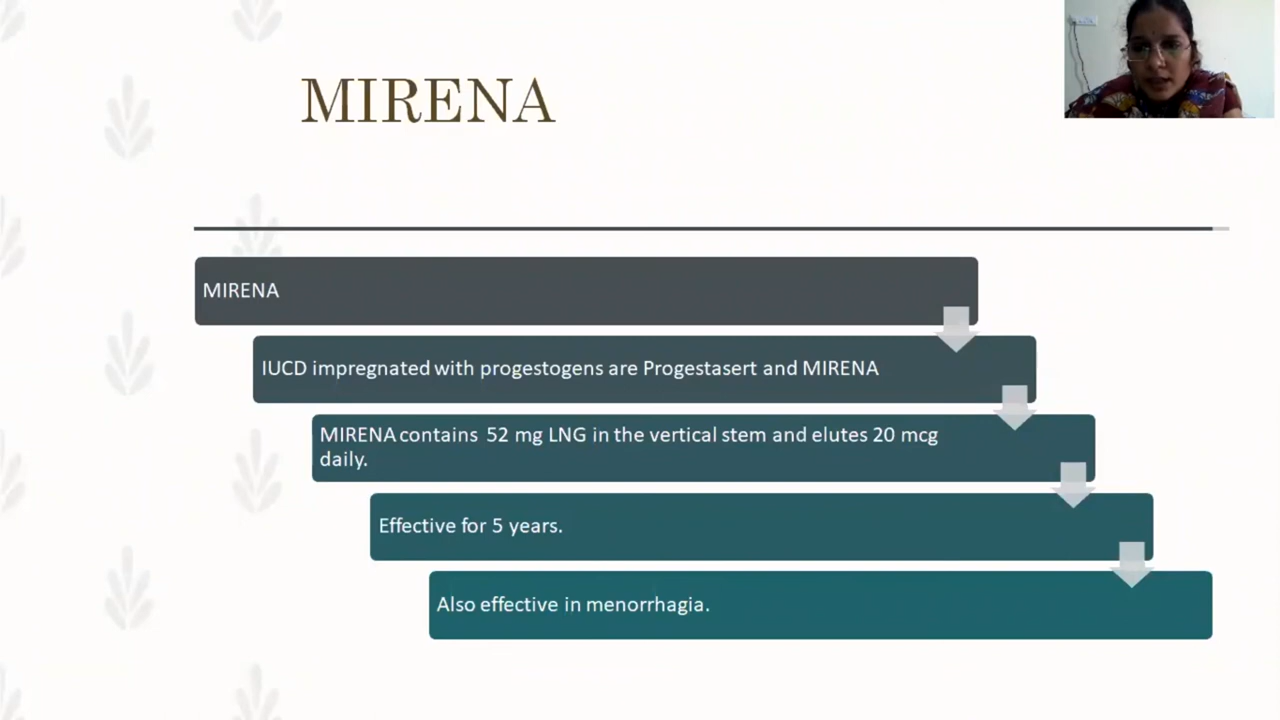 MIRENA
MIRENA
IUCD impregnated with progestogens are Progestasert and MIRENA
MIRENA contains 52 mg LNG in the vertical stem and elutes 20 mcg
daily.
Effective for 5 years.
Also effective in menorrhagia.